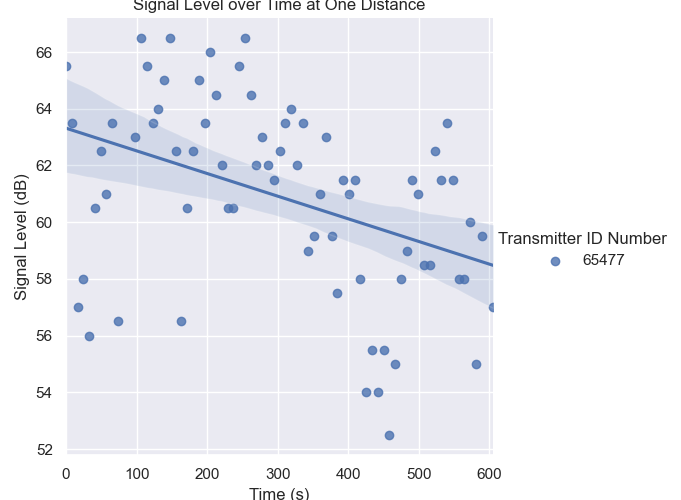 Signal Level over Time at One Distance
66
64
62
60
58
56
54
52
Signal Level (dB)
0 100 200 300 400 500 600
Time (s)
Transmitter ID Number
65477